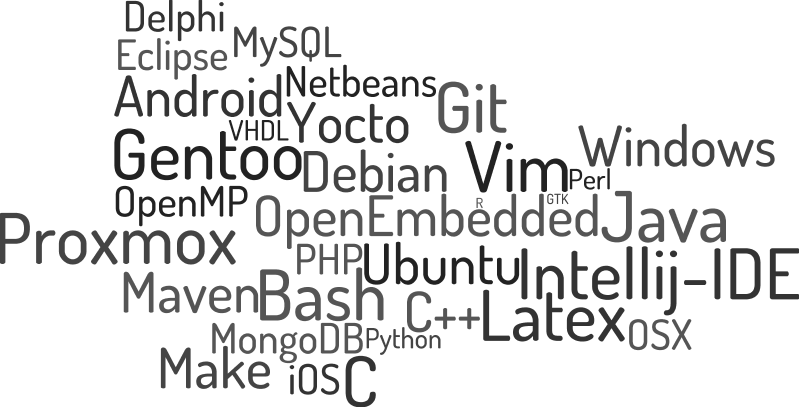 Delphi
Eclipse MySQL
Android Netbeans Git
VHDL Yocto
Gentoo Debian Vim Windows
Perl
OpenMP OpenEmbedded R GTK Java
Proxmox PHP Ubuntu Intellij-IDE
Maven Bash C++ Latex OSX
MongoDB Python
Make iOS C